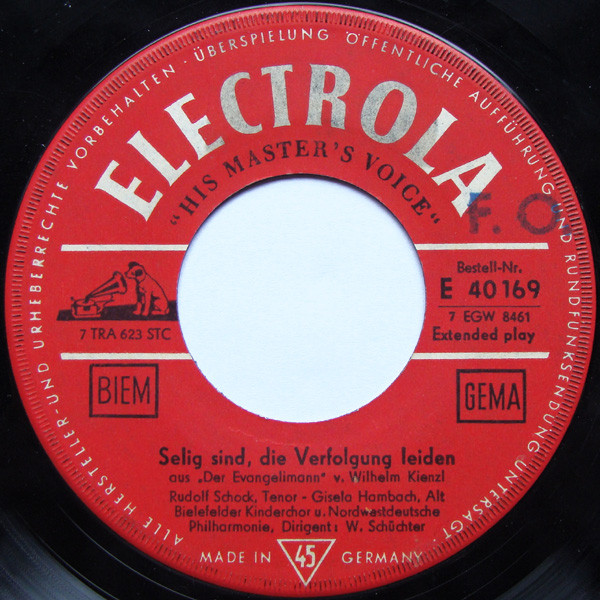 ALLE HERSTELLER- UND URHEBERRECHTE VORBEHALTEN · ÜBERSPIELUNG ÖFFENTLICHE AUFFÜHRUNG UND RUNDFUNKSENDUNG UNTERSAGT
ELECTROLA
"HIS MASTER'S VOICE"
F. O.
7 TRA 623 STC
Bestell-Nr.
E 40169
7 EGW 8461
Extended play
BIEM
GEMA
Selig sind, die Verfolgung leiden
aus „Der Evangelimann" v. Wilhelm Kienzl
Rudolf Schock, Tenor - Gisela Hambach, Alt
Bielefelder Kinderchor u. Nordwestdeutsche
Philharmonie, Dirigent: W. Schüchter
MADE IN 45 GERMANY